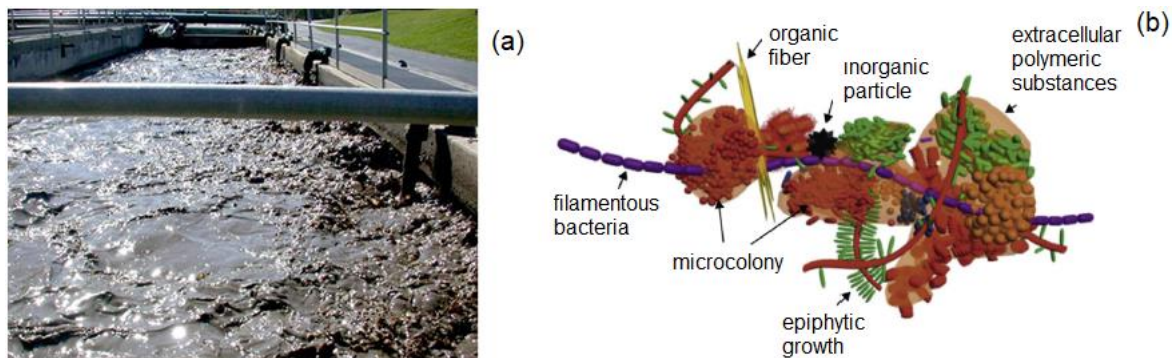 (a)
organic
fiber
inorganic
particle
extracellular
polymeric
substances
(b)
filamentous
bacteria
microcolony
epiphytic
growth